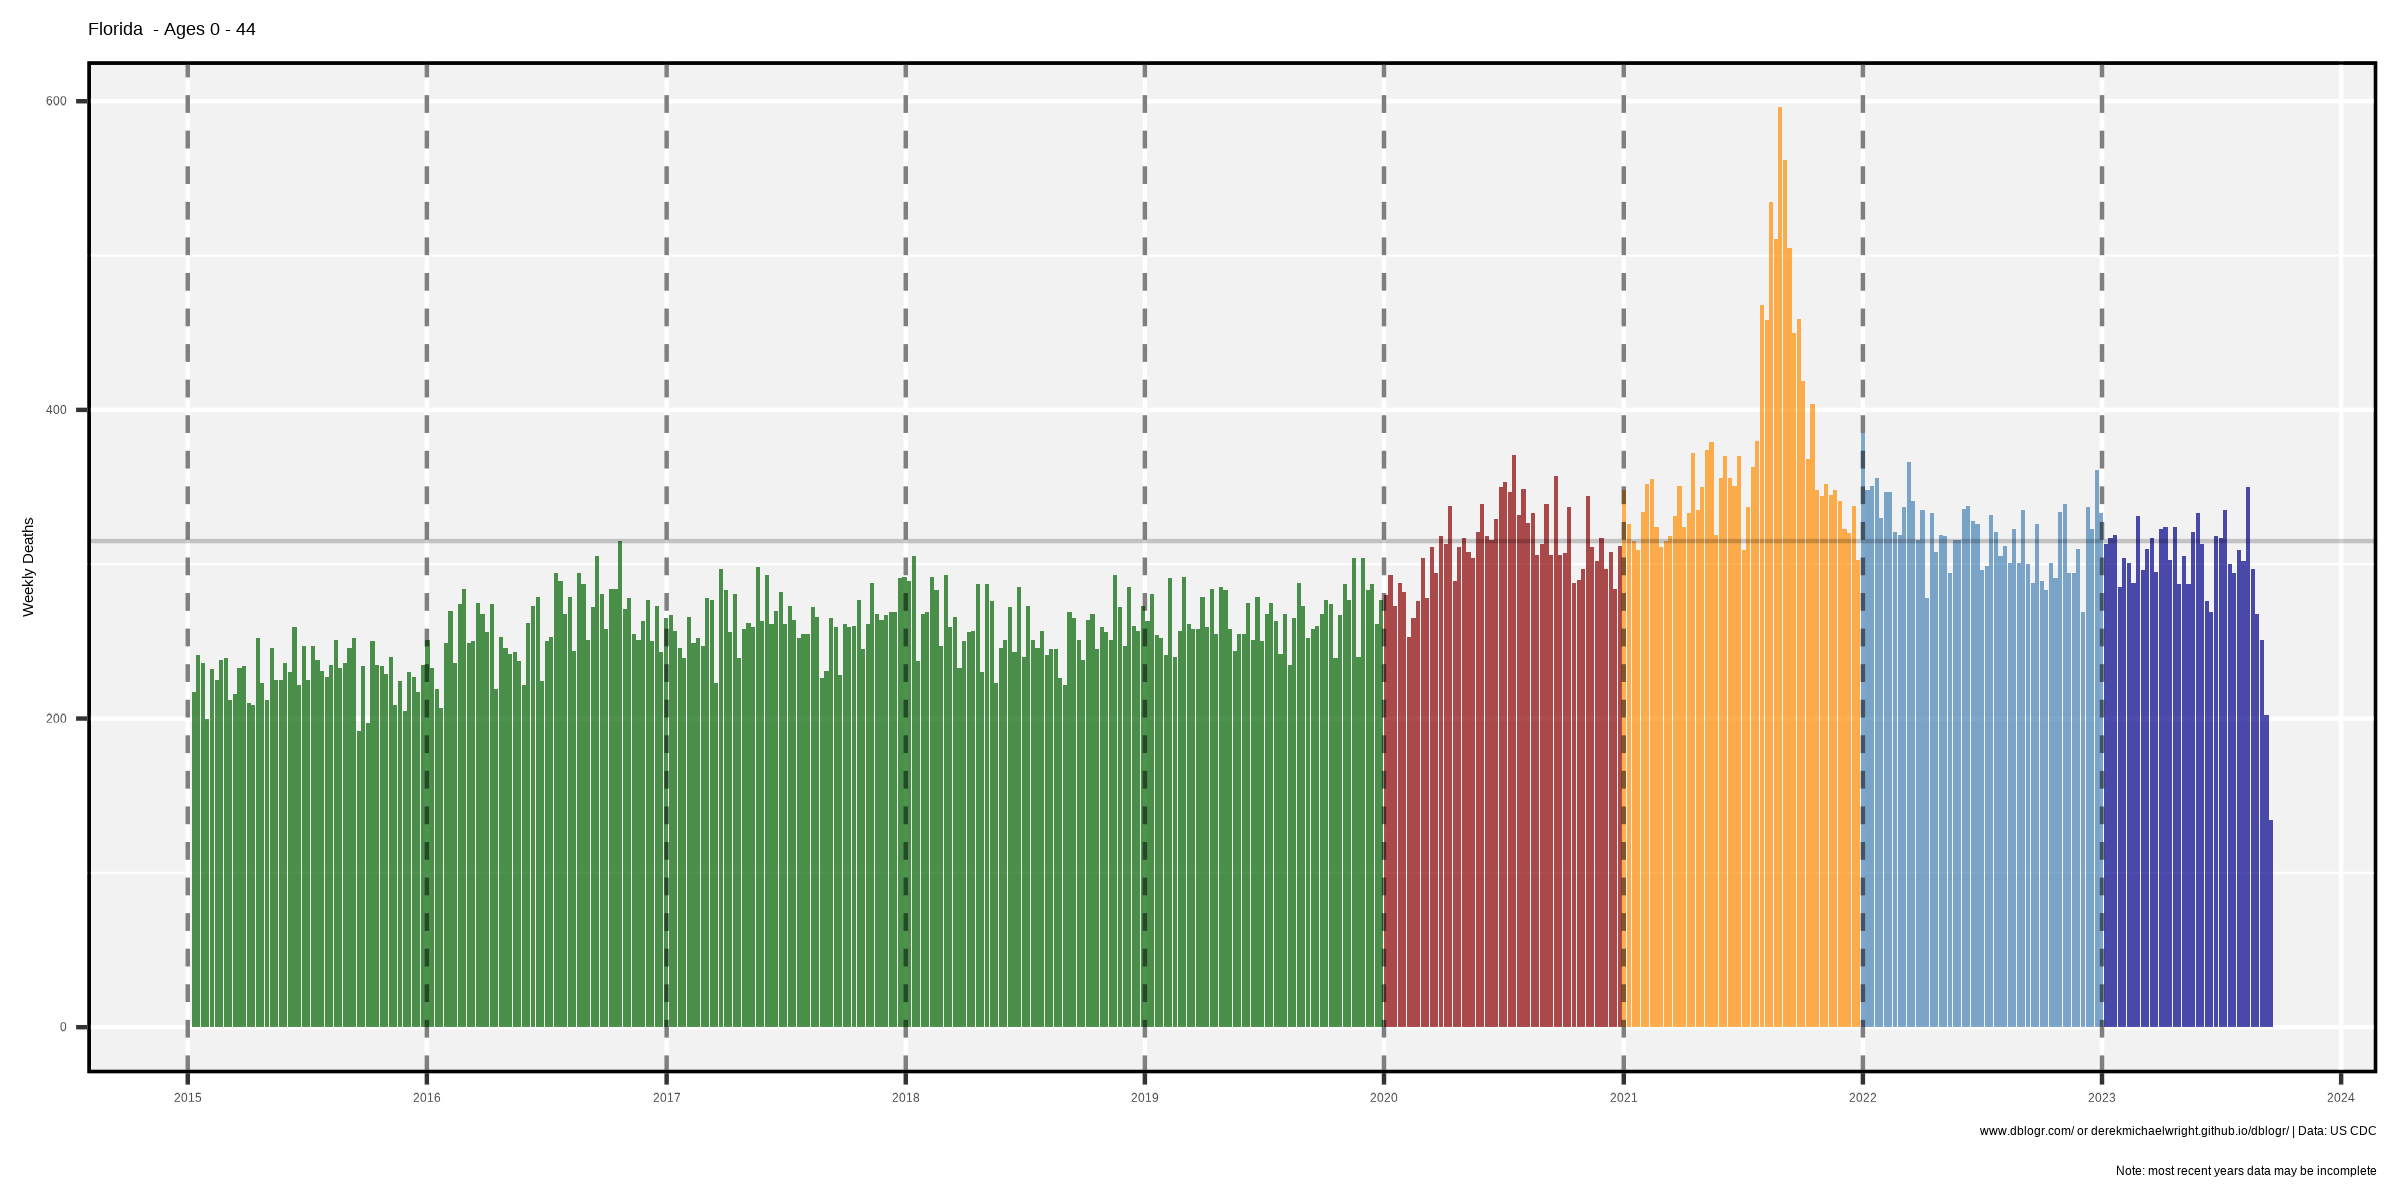 Florida  - Ages 0 - 44
600
400
200
0
Weekly Deaths
2015 2016 2017 2018 2019 2020 2021 2022 2023 2024
www.dblogr.com/ or derekmichaelwright.github.io/dblogr/ | Data: US CDC
Note: most recent years data may be incomplete